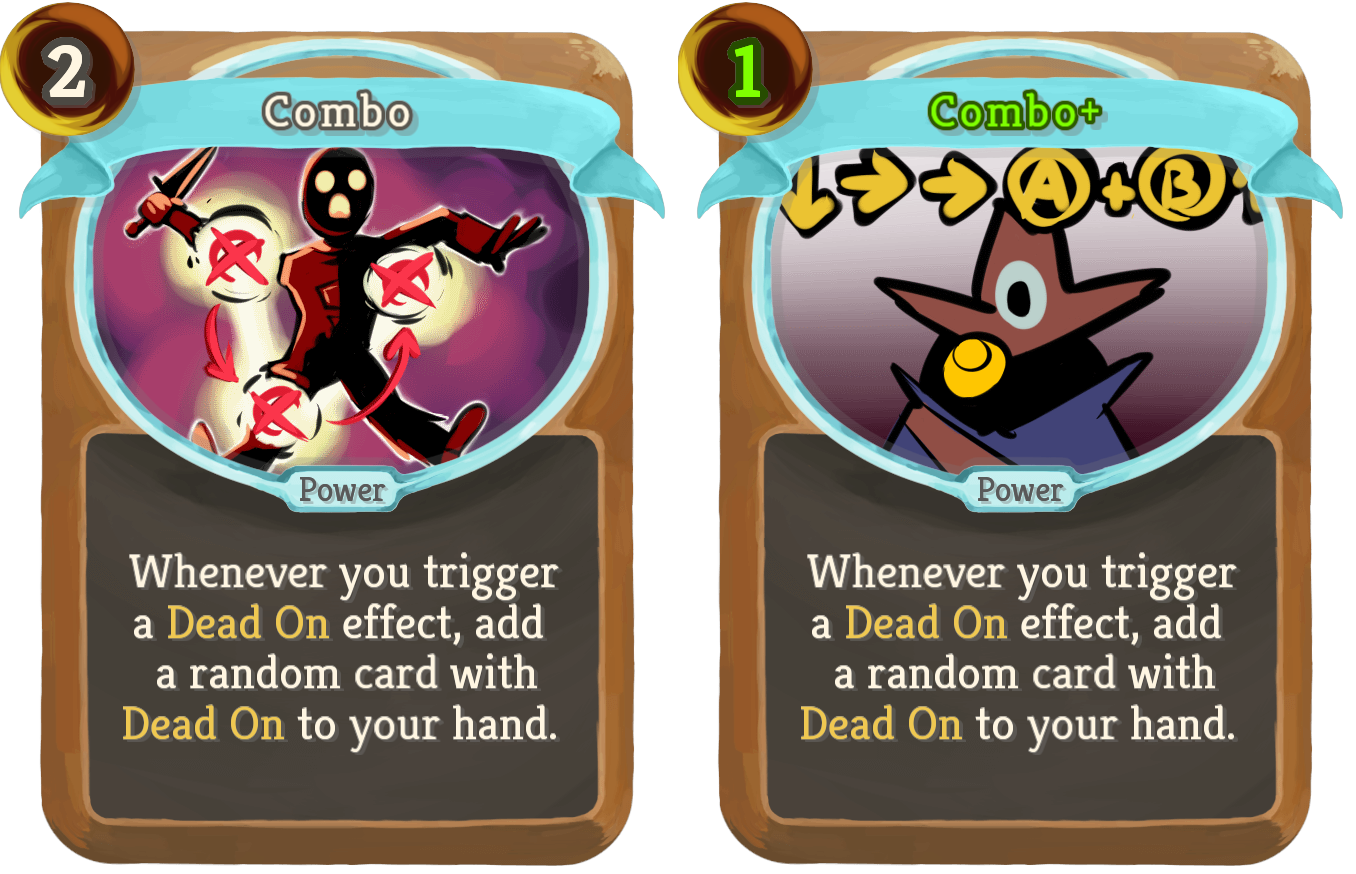 2
Combo
Power
Whenever you trigger
a Dead On effect, add
a random card with
Dead On to your hand.
1
Combo+
A + B
Power
Whenever you trigger
a Dead On effect, add
a random card with
Dead On to your hand.